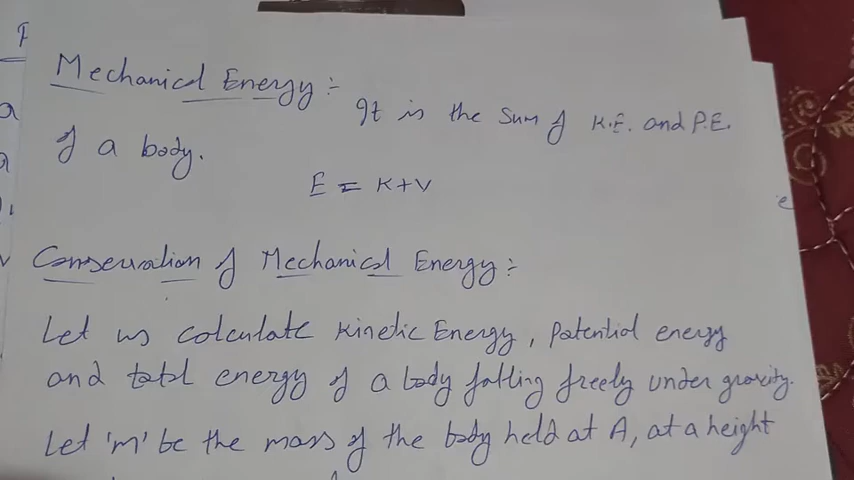 Mechanical Energy :-
It is the sum of K.E. and P.E.
of a body.
E = K+V
Conservation of Mechanical Energy :-
Let us calculate Kinetic Energy, Potential energy
and total energy of a body falling freely under gravity.
Let 'm' be the mass of the body held at A, at a height